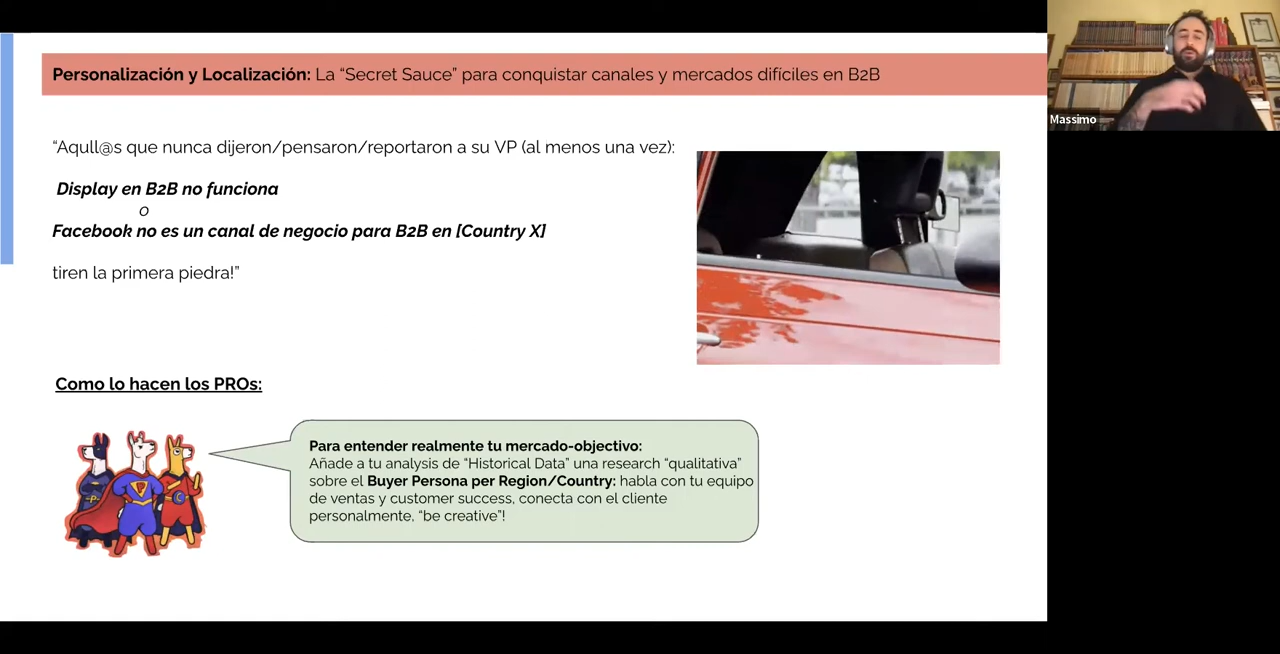 Personalización y Localización: La “Secret Sauce” para conquistar canales y mercados difíciles en B2B
Massimo
“Aqull@s que nunca dijeron/pensaron/reportaron a su VP (al menos una vez):
Display en B2B no funciona
o
Facebook no es un canal de negocio para B2B en [Country X]
tiren la primera piedra!”
Como lo hacen los PROs:
Para entender realmente tu mercado-objectivo:
Añade a tu analysis de “Historical Data” una research “qualitativa”
sobre el Buyer Persona per Region/Country: habla con tu equipo
de ventas y customer success, conecta con el cliente
personalmente, “be creative”!